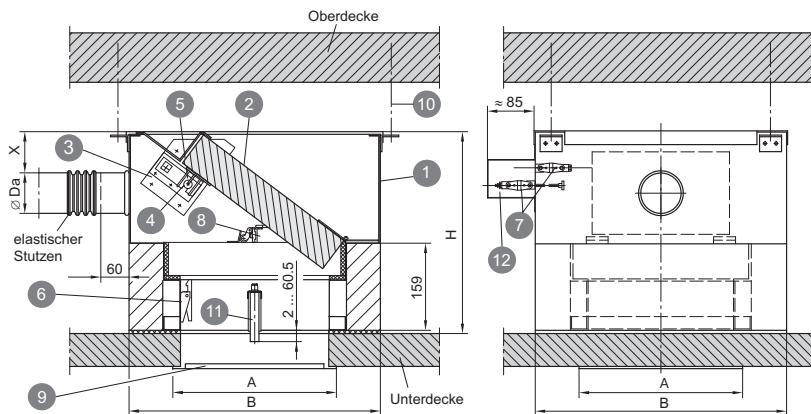 Oberdecke
≈ 85
5
2
10
3
X
1
Ø Da
4
8
7
elastischer
Stutzen
H
12
60
6
159
2 ... 60.5
11
A
A
9
B
Unterdecke
B